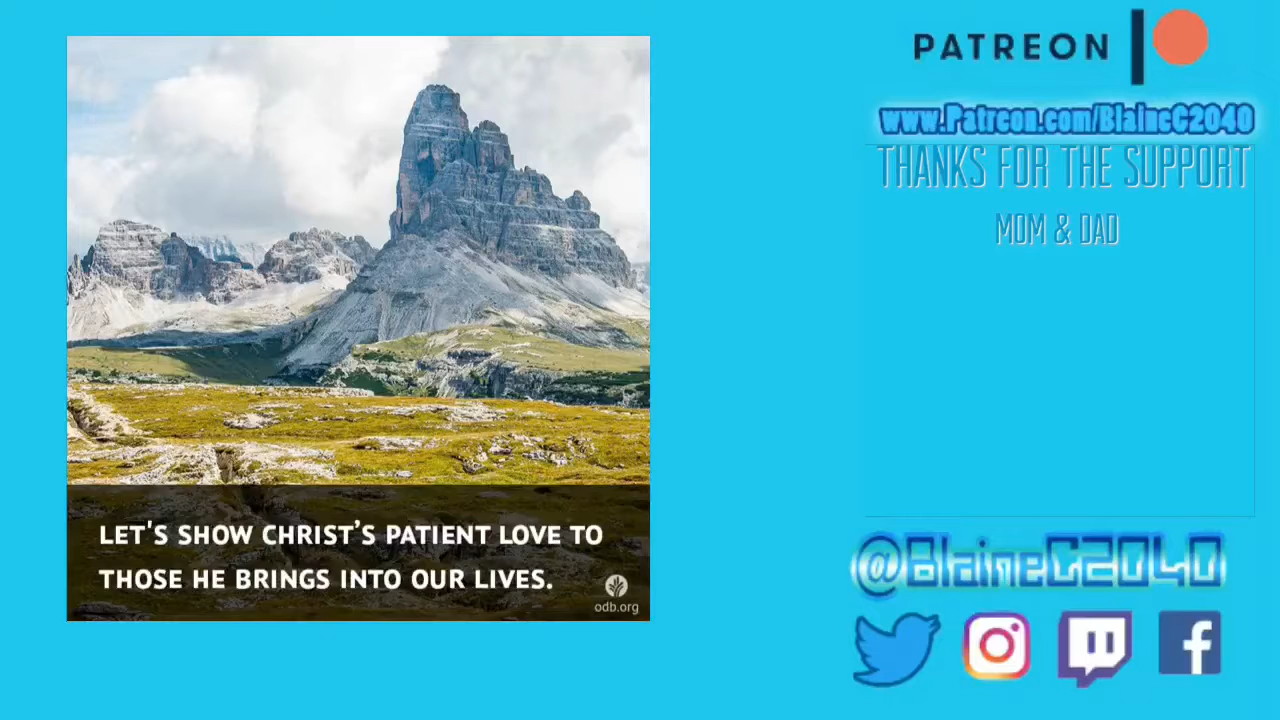 LET'S SHOW CHRIST'S PATIENT LOVE TO
THOSE HE BRINGS INTO OUR LIVES.
odb.org
PATREON
www.Patreon.com/BlaineC2040
THANKS FOR THE SUPPORT
MOM & DAD
@BlaineC2040